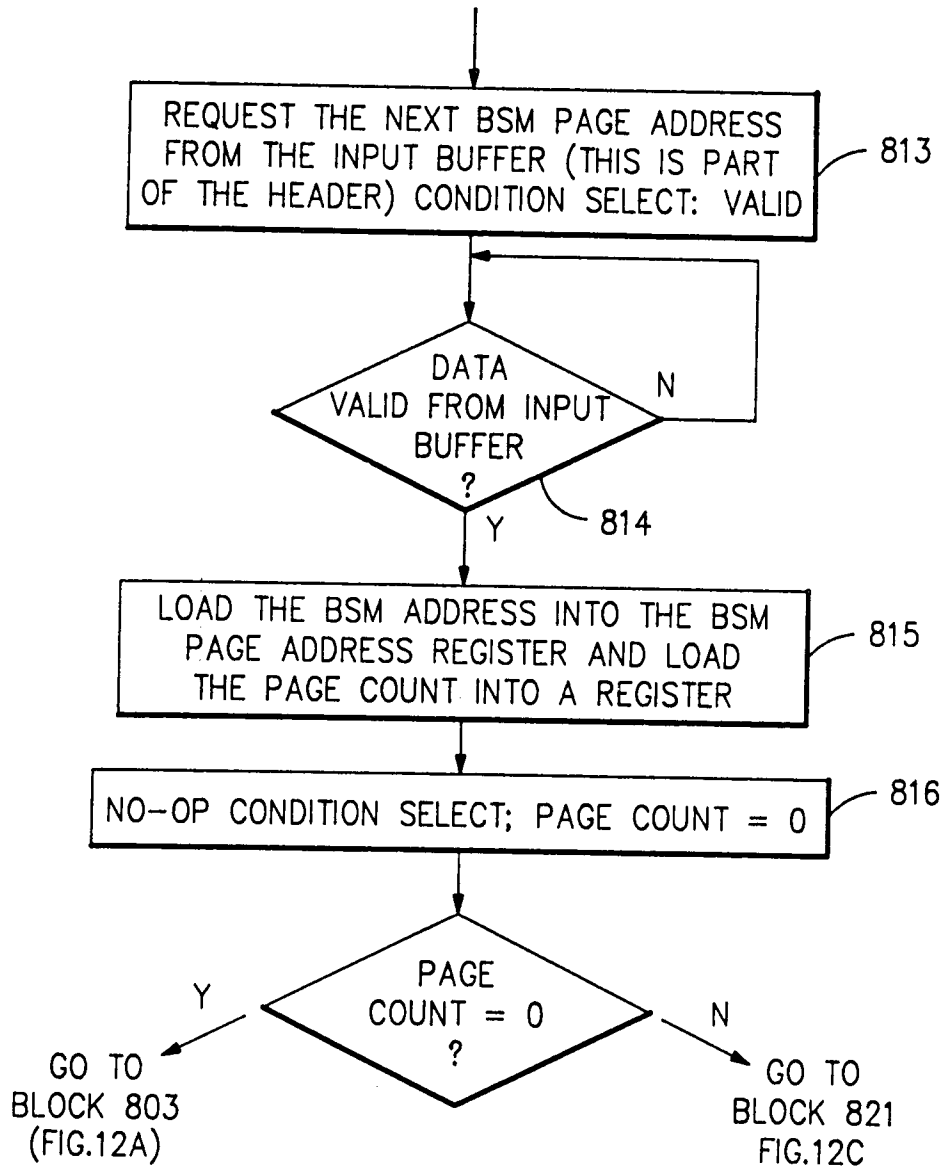 REQUEST THE NEXT BSM PAGE ADDRESS
FROM THE INPUT BUFFER (THIS IS PART
OF THE HEADER) CONDITION SELECT: VALID
813
DATA
VALID FROM INPUT
BUFFER
?
N
814
Y
LOAD THE BSM ADDRESS INTO THE BSM
PAGE ADDRESS REGISTER AND LOAD
THE PAGE COUNT INTO A REGISTER
815
NO-OP CONDITION SELECT; PAGE COUNT = 0
816
PAGE
COUNT = 0
?
Y
N
GO TO
BLOCK 803
(FIG.12A)
GO TO
BLOCK 821
FIG.12C